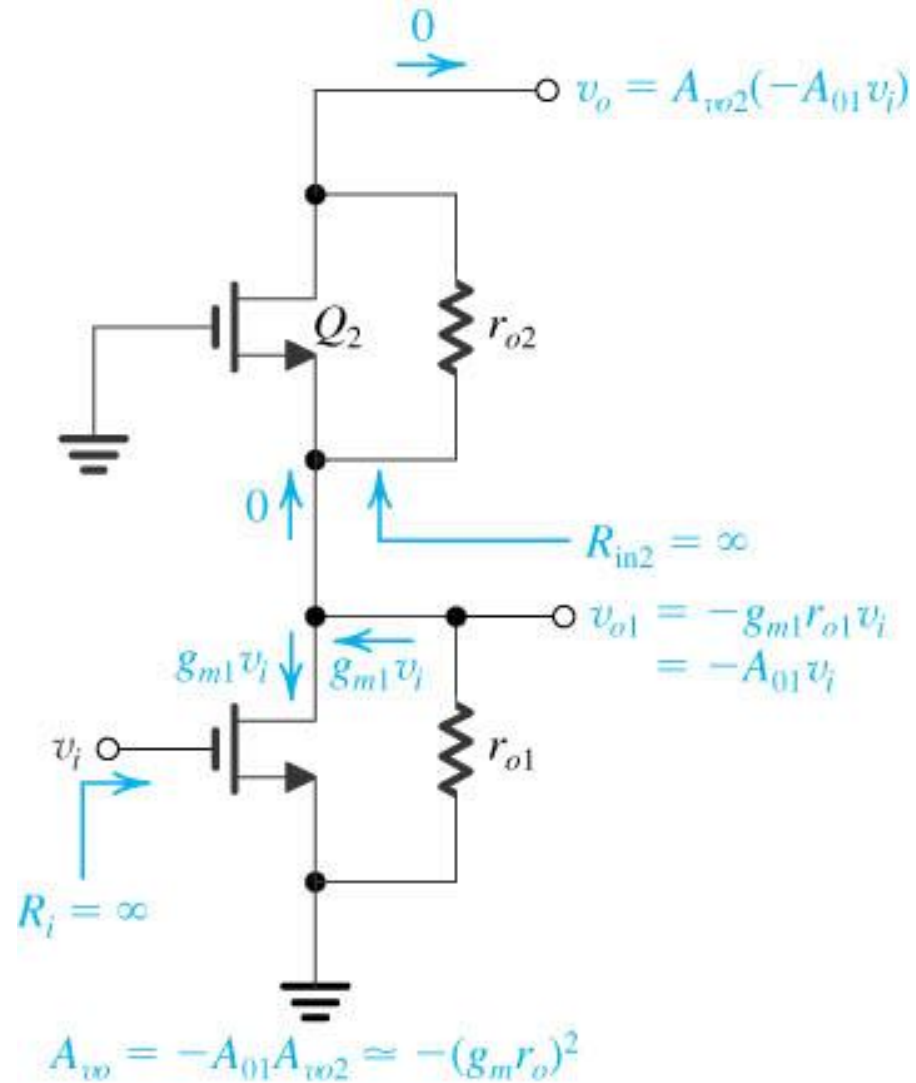 0
v_o = A_vo2(−A_01 v_i)
Q_2
r_o2
0
R_in2 = ∞
v_o1 = −g_m1 r_o1 v_i
= −A_01 v_i
g_m1 v_i
g_m1 v_i
v_i
r_o1
R_i = ∞
A_vo = −A_01 A_vo2 ≃ −(g_m r_o)²